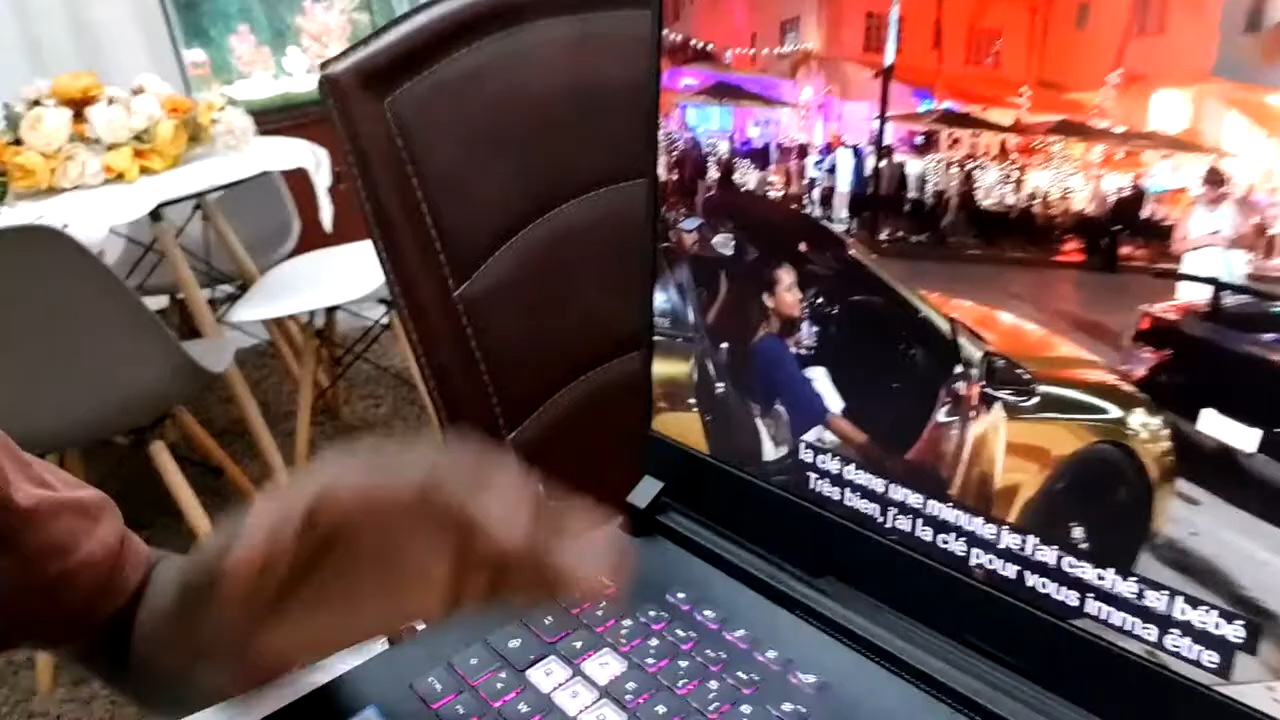 la clé dans une minute je l'ai caché si bébé
Très bien, j'ai la clé pour vous imma être